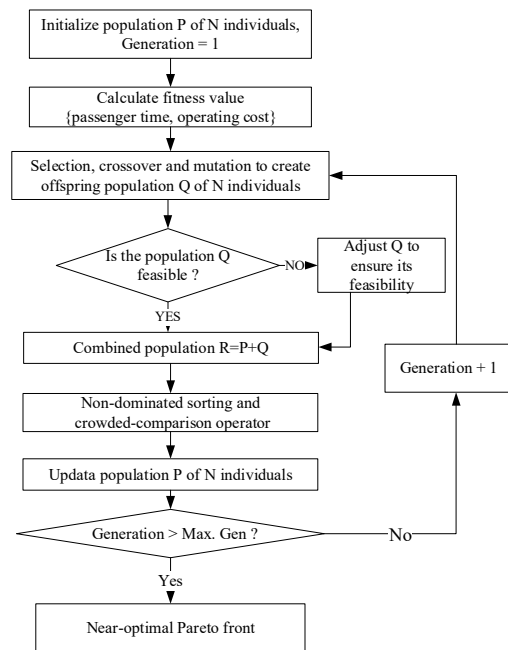 Initialize population P of N individuals,
Generation = 1
Calculate fitness value
{passenger time, operating cost}
Selection, crossover and mutation to create
offspring population Q of N individuals
Is the population Q
feasible ?
NO
Adjust Q to
ensure its
feasibility
YES
Combined population R=P+Q
Generation + 1
Non-dominated sorting and
crowded-comparison operator
Updata population P of N individuals
Generation > Max. Gen ?
No
Yes
Near-optimal Pareto front